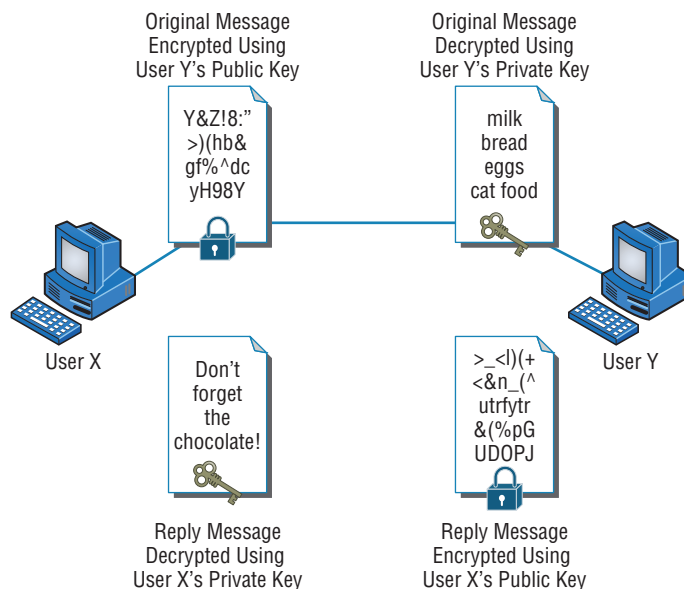 Original Message
Encrypted Using
User Y's Public Key
Original Message
Decrypted Using
User Y's Private Key
Y&Z!8:”
>)(hb&
gf%^dc
yH98Y
milk
bread
eggs
cat food
User X
User Y
Don't
forget
the
chocolate!
>_<l)(+
<&n_(^
utrfytr
&(%pG
UDOPJ
Reply Message
Decrypted Using
User X's Private Key
Reply Message
Encrypted Using
User X's Public Key